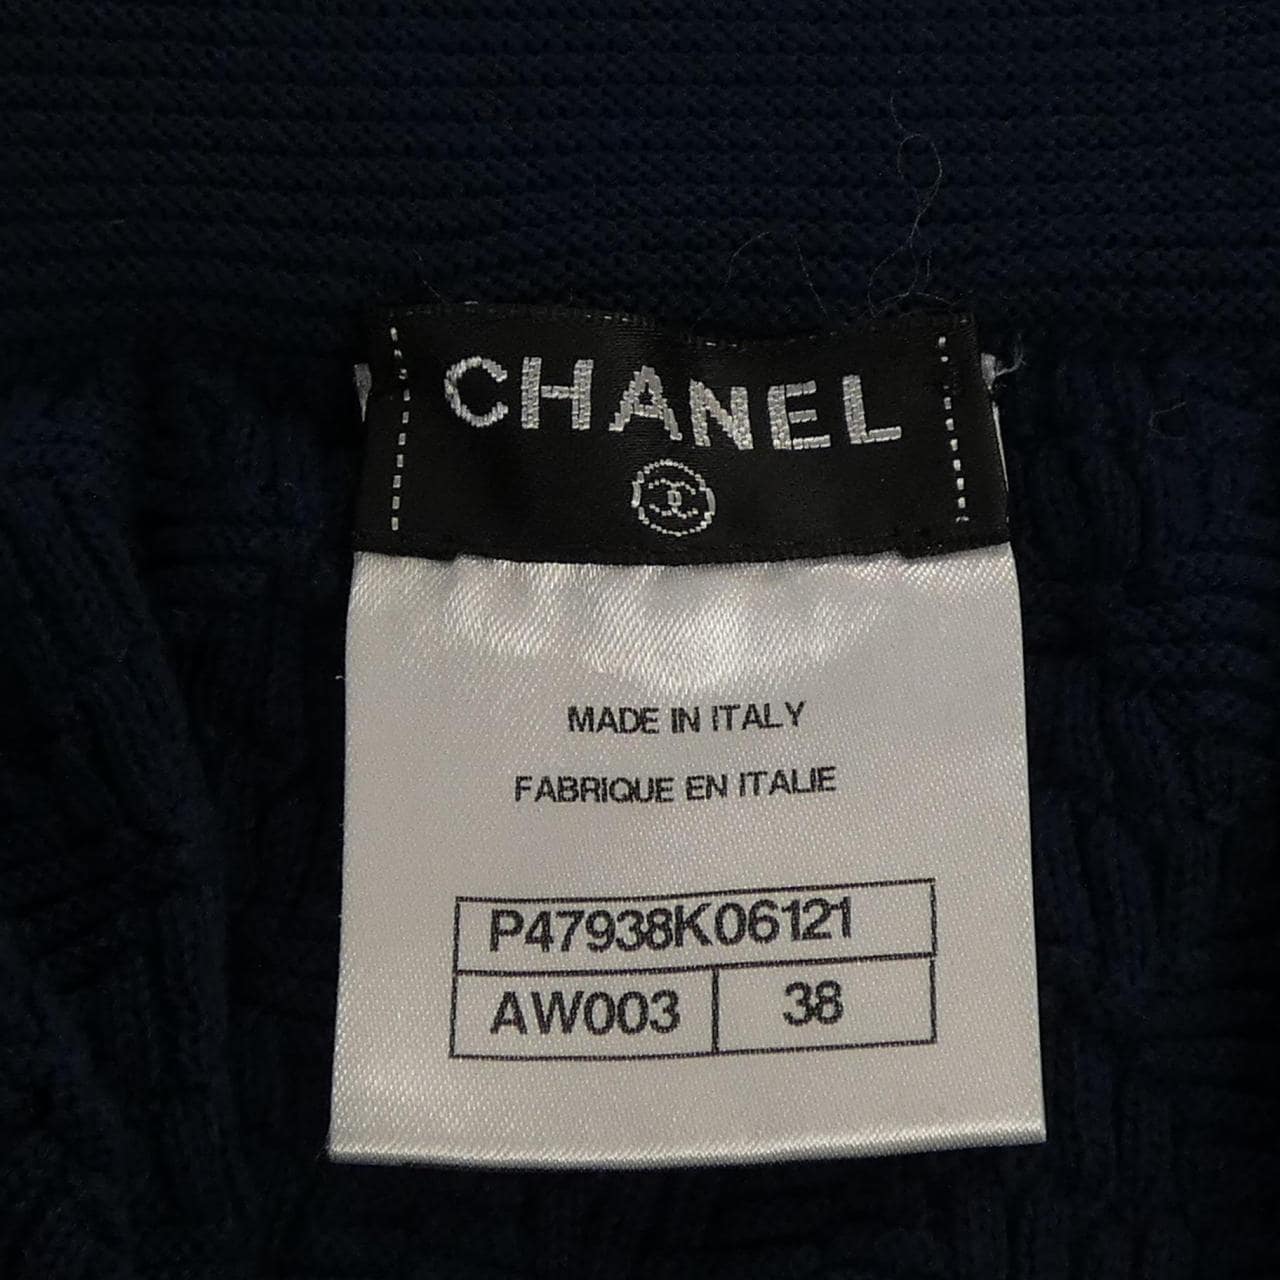 CHANEL
MADE IN ITALY
FABRIQUE EN ITALIE
P47938K06121
AW003 38